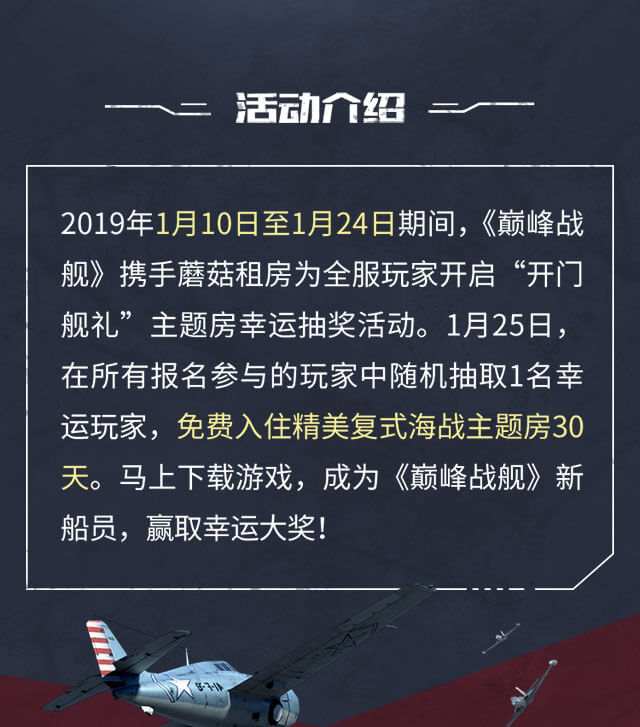 活动介绍
2019年1月10日至1月24日期间，《巅峰战
舰》携手蘑菇租房为全服玩家开启“开门
舰礼”主题房幸运抽奖活动。1月25日，
在所有报名参与的玩家中随机抽取1名幸
运玩家，免费入住精美复式海战主题房30
天。马上下载游戏，成为《巅峰战舰》新
船员，赢取幸运大奖！